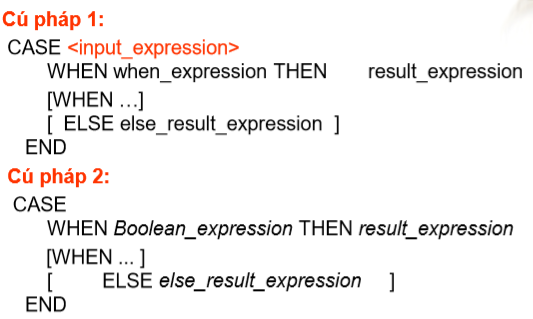 Cú pháp 1:
CASE <input_expression>
WHEN when_expression THEN result_expression
[WHEN …]
[ ELSE else_result_expression ]
END
Cú pháp 2:
CASE
WHEN Boolean_expression THEN result_expression
[WHEN ... ]
[ ELSE else_result_expression ]
END